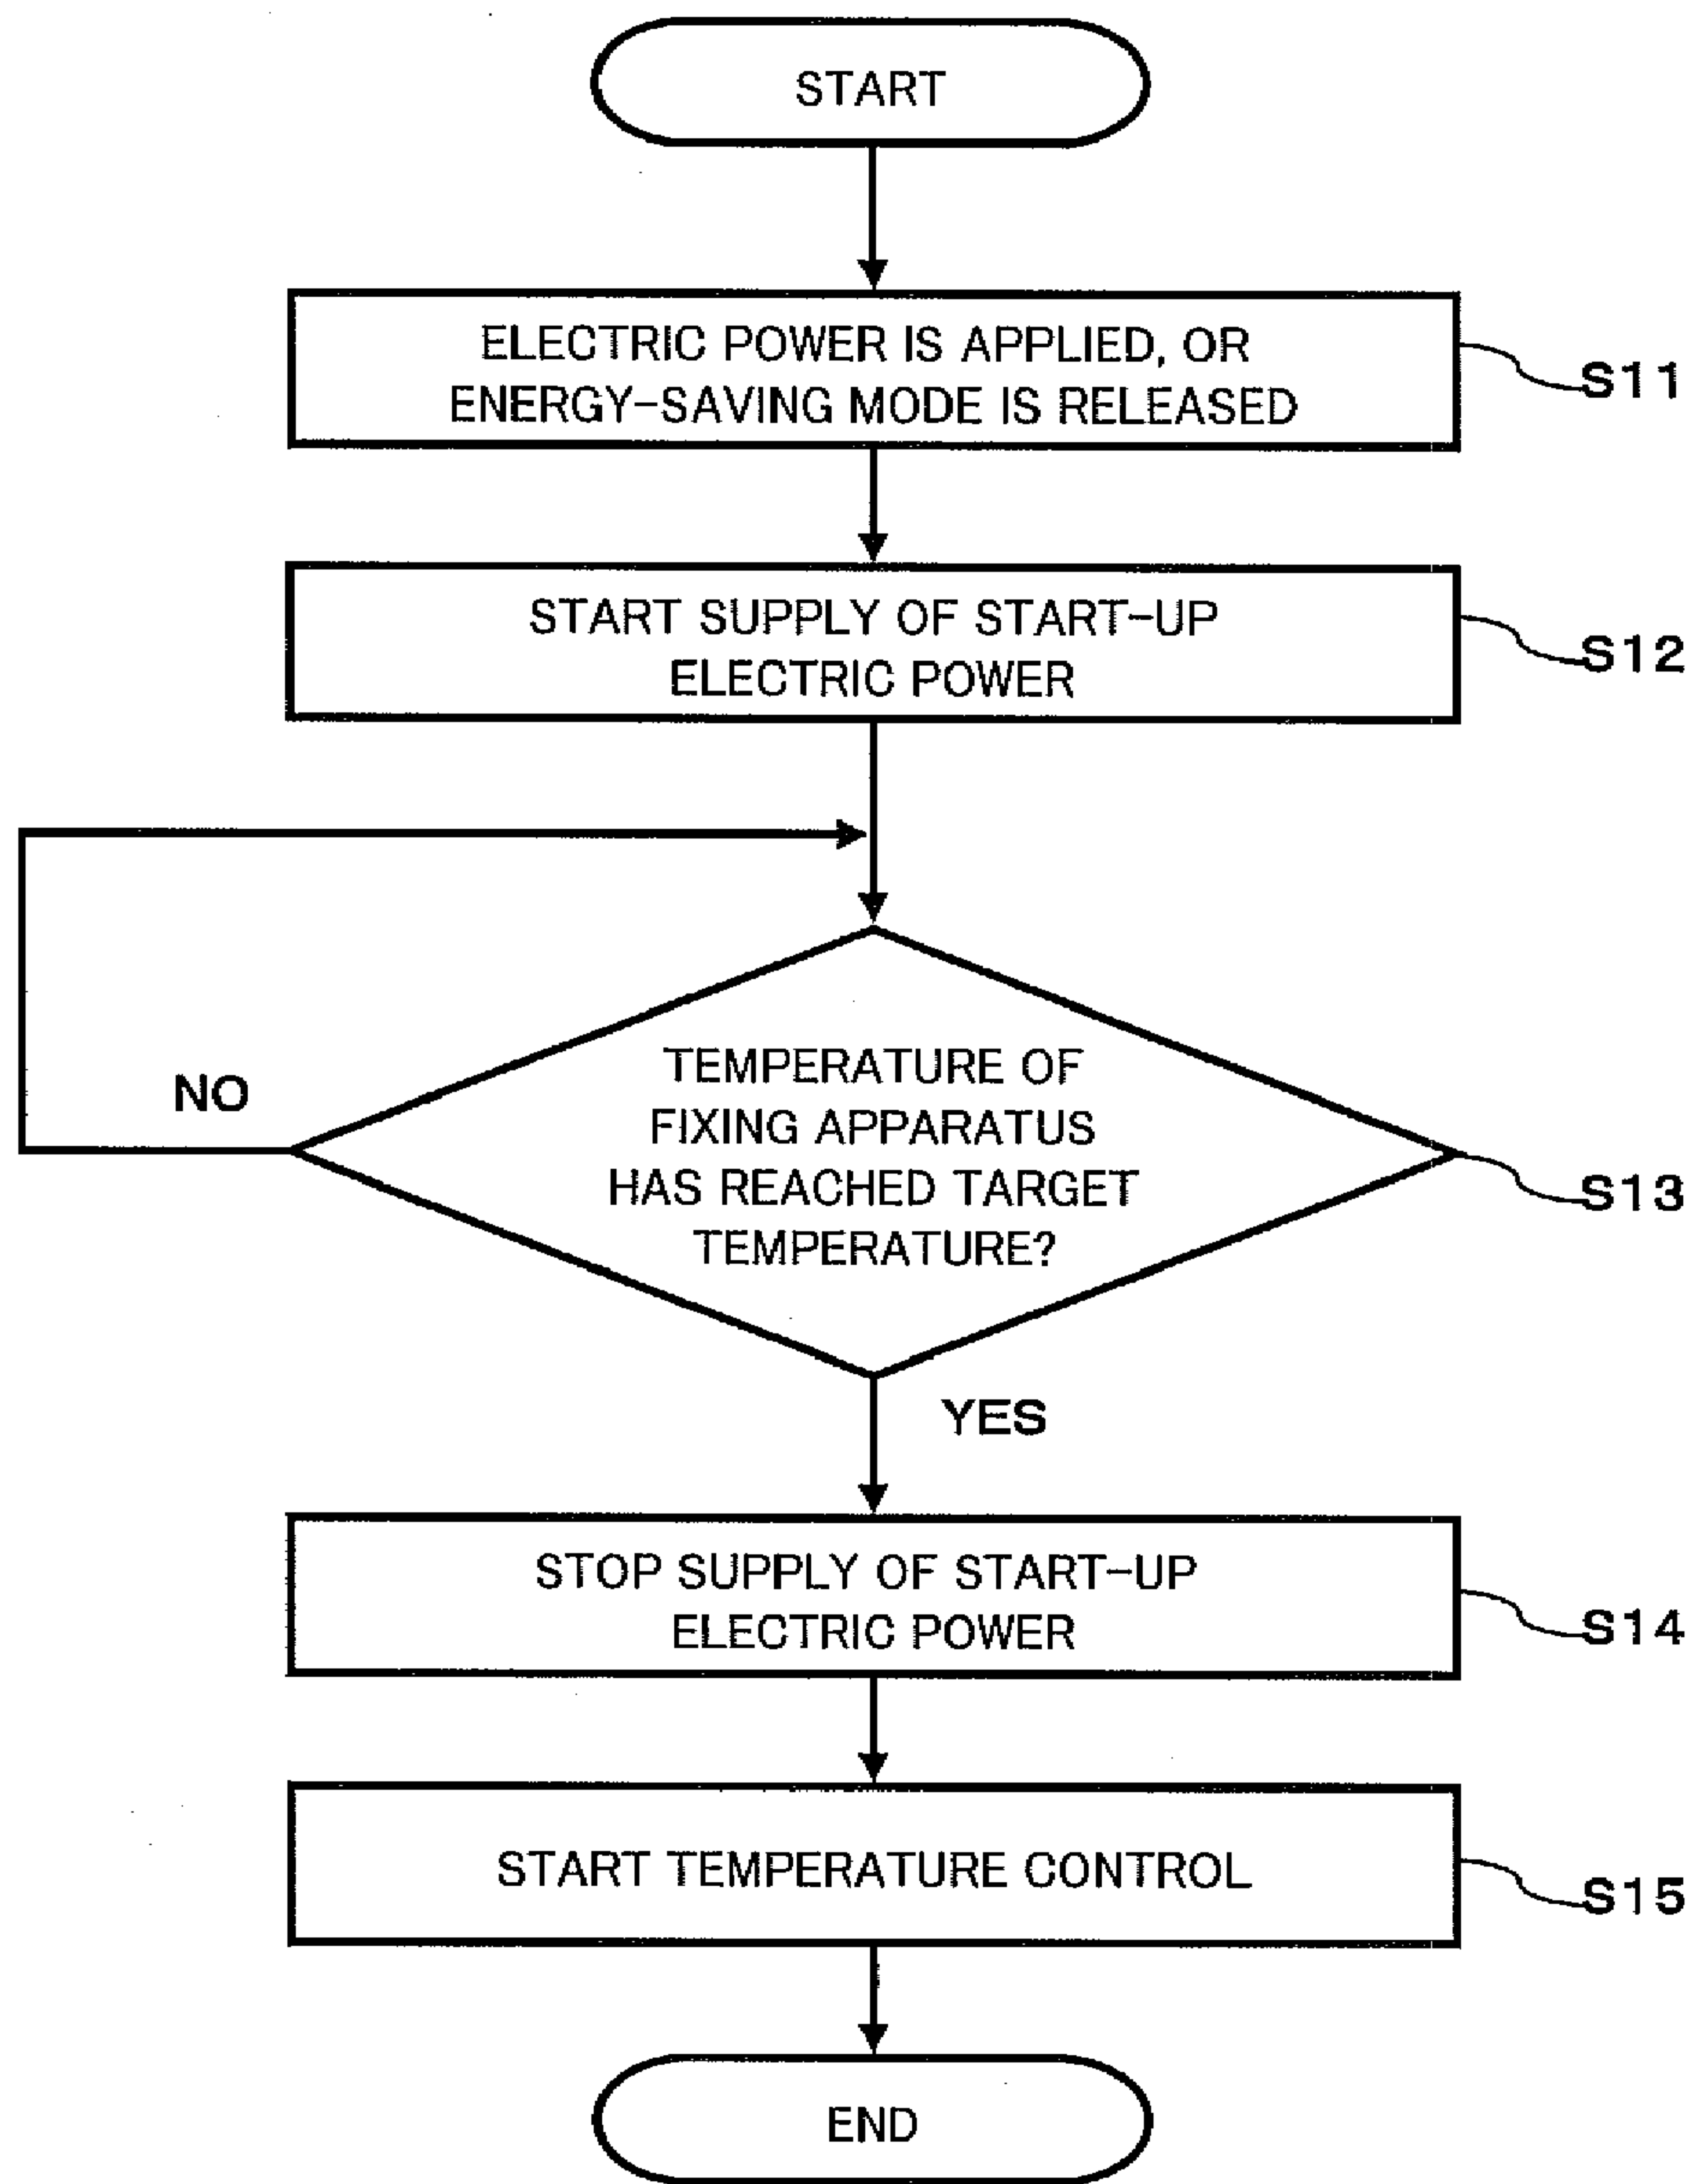 START
ELECTRIC POWER IS APPLIED, OR
ENERGY-SAVING MODE IS RELEASED
S11
START SUPPLY OF START-UP
ELECTRIC POWER
S12
NO
TEMPERATURE OF
FIXING APPARATUS
HAS REACHED TARGET
TEMPERATURE?
S13
YES
STOP SUPPLY OF START-UP
ELECTRIC POWER
S14
START TEMPERATURE CONTROL
S15
END